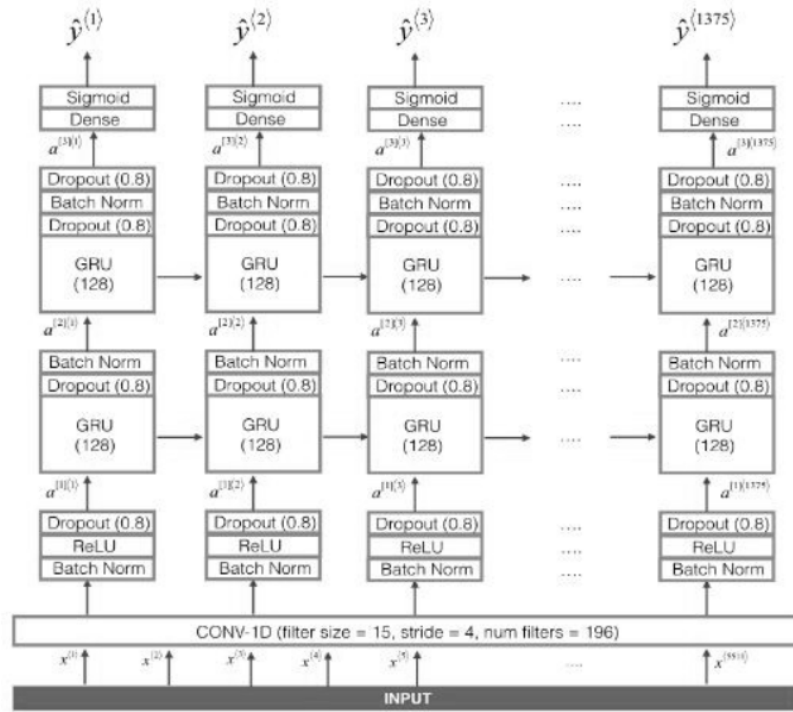 ŷ⟨1⟩ ŷ⟨2⟩ ŷ⟨3⟩ ŷ⟨1375⟩
Sigmoid Sigmoid Sigmoid .... Sigmoid
Dense Dense Dense .... Dense
a[3]⟨1⟩ a[3]⟨2⟩ a[3]⟨3⟩ a[3]⟨1375⟩
Dropout (0.8) Dropout (0.8) Dropout (0.8) .... Dropout (0.8)
Batch Norm Batch Norm Batch Norm .... Batch Norm
Dropout (0.8) Dropout (0.8) Dropout (0.8) .... Dropout (0.8)
GRU GRU GRU .... GRU
(128) (128) (128) (128)
a[2]⟨1⟩ a[2]⟨2⟩ a[2]⟨3⟩ a[2]⟨1375⟩
Batch Norm Batch Norm Batch Norm .... Batch Norm
Dropout (0.8) Dropout (0.8) Dropout (0.8) .... Dropout (0.8)
GRU GRU GRU .... GRU
(128) (128) (128) (128)
a[1]⟨1⟩ a[1]⟨2⟩ a[1]⟨3⟩ a[1]⟨1375⟩
Dropout (0.8) Dropout (0.8) Dropout (0.8) .... Dropout (0.8)
ReLU ReLU ReLU .... ReLU
Batch Norm Batch Norm Batch Norm .... Batch Norm
CONV-1D (filter size = 15, stride = 4, num filters = 196)
x⟨1⟩ x⟨2⟩ x⟨3⟩ x⟨4⟩ x⟨5⟩ ....
INPUT